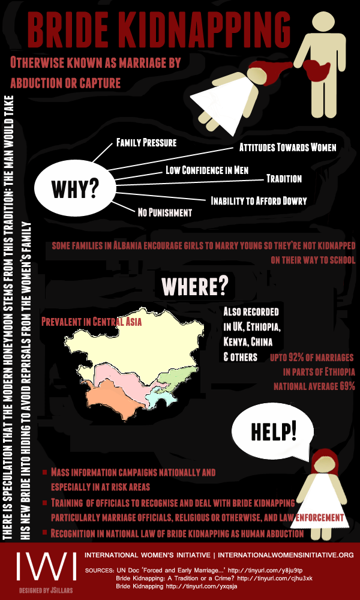 BRIDE KIDNAPPING
OTHERWISE KNOWN AS MARRIAGE BY
ABDUCTION OR CAPTURE
THERE IS SPECULATION THAT THE MODERN HONEYMOON STEMS FROM THIS TRADITION: THE MAN WOULD TAKE
HIS NEW BRIDE INTO HIDING TO AVOID REPRISALS FROM THE WOMEN'S FAMILY
WHY?
FAMILY PRESSURE
ATTITUDES TOWARDS WOMEN
LOW CONFIDENCE IN MEN
TRADITION
INABILITY TO AFFORD DOWRY
NO PUNISHMENT
SOME FAMILIES IN ALBANIA ENCOURAGE GIRLS TO MARRY YOUNG SO THEY'RE NOT KIDNAPPED
ON THEIR WAY TO SCHOOL
WHERE?
PREVALENT IN CENTRAL ASIA
ALSO RECORDED
IN UK, ETHIOPIA,
KENYA, CHINA
& OTHERS
UPTO 92% OF MARRIAGES
IN PARTS OF ETHIOPIA
NATIONAL AVERAGE 69%
HELP!
MASS INFORMATION CAMPAIGNS NATIONALLY AND
ESPECIALLY IN AT RISK AREAS
TRAINING OF OFFICIALS TO RECOGNISE AND DEAL WITH BRIDE KIDNAPPING
PARTICULARLY MARRIAGE OFFICIALS, RELIGIOUS OR OTHERWISE, AND LAW ENFORCEMENT
RECOGNITION IN NATIONAL LAW OF BRIDE KIDNAPPING AS HUMAN ABDUCTION
IWI
DESIGNED BY JSILLARS
INTERNATIONAL WOMEN'S INITIATIVE | INTERNATIONALWOMENSINITIATIVE.ORG
SOURCES: UN Doc 'Forced and Early Marriage...' http://tinyurl.com/y8ju9tp
Bride Kidnapping: A Tradition or a Crime? http://tinyurl.com/cjhu3xk
Bride Kidnapping http://tinyurl.com/yxqaja